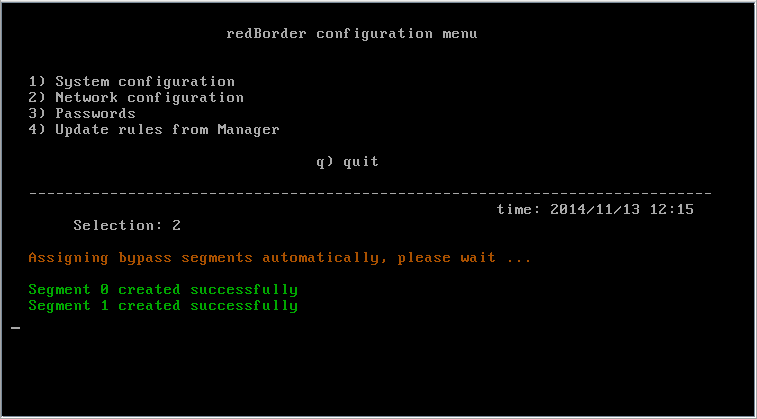 redBorder configuration menu
1) System configuration
2) Network configuration
3) Passwords
4) Update rules from Manager
q) quit
----------------------------------------------------------------------------
time: 2014/11/13 12:15
Selection: 2
Assigning bypass segments automatically, please wait ...
Segment 0 created successfully
Segment 1 created successfully
_